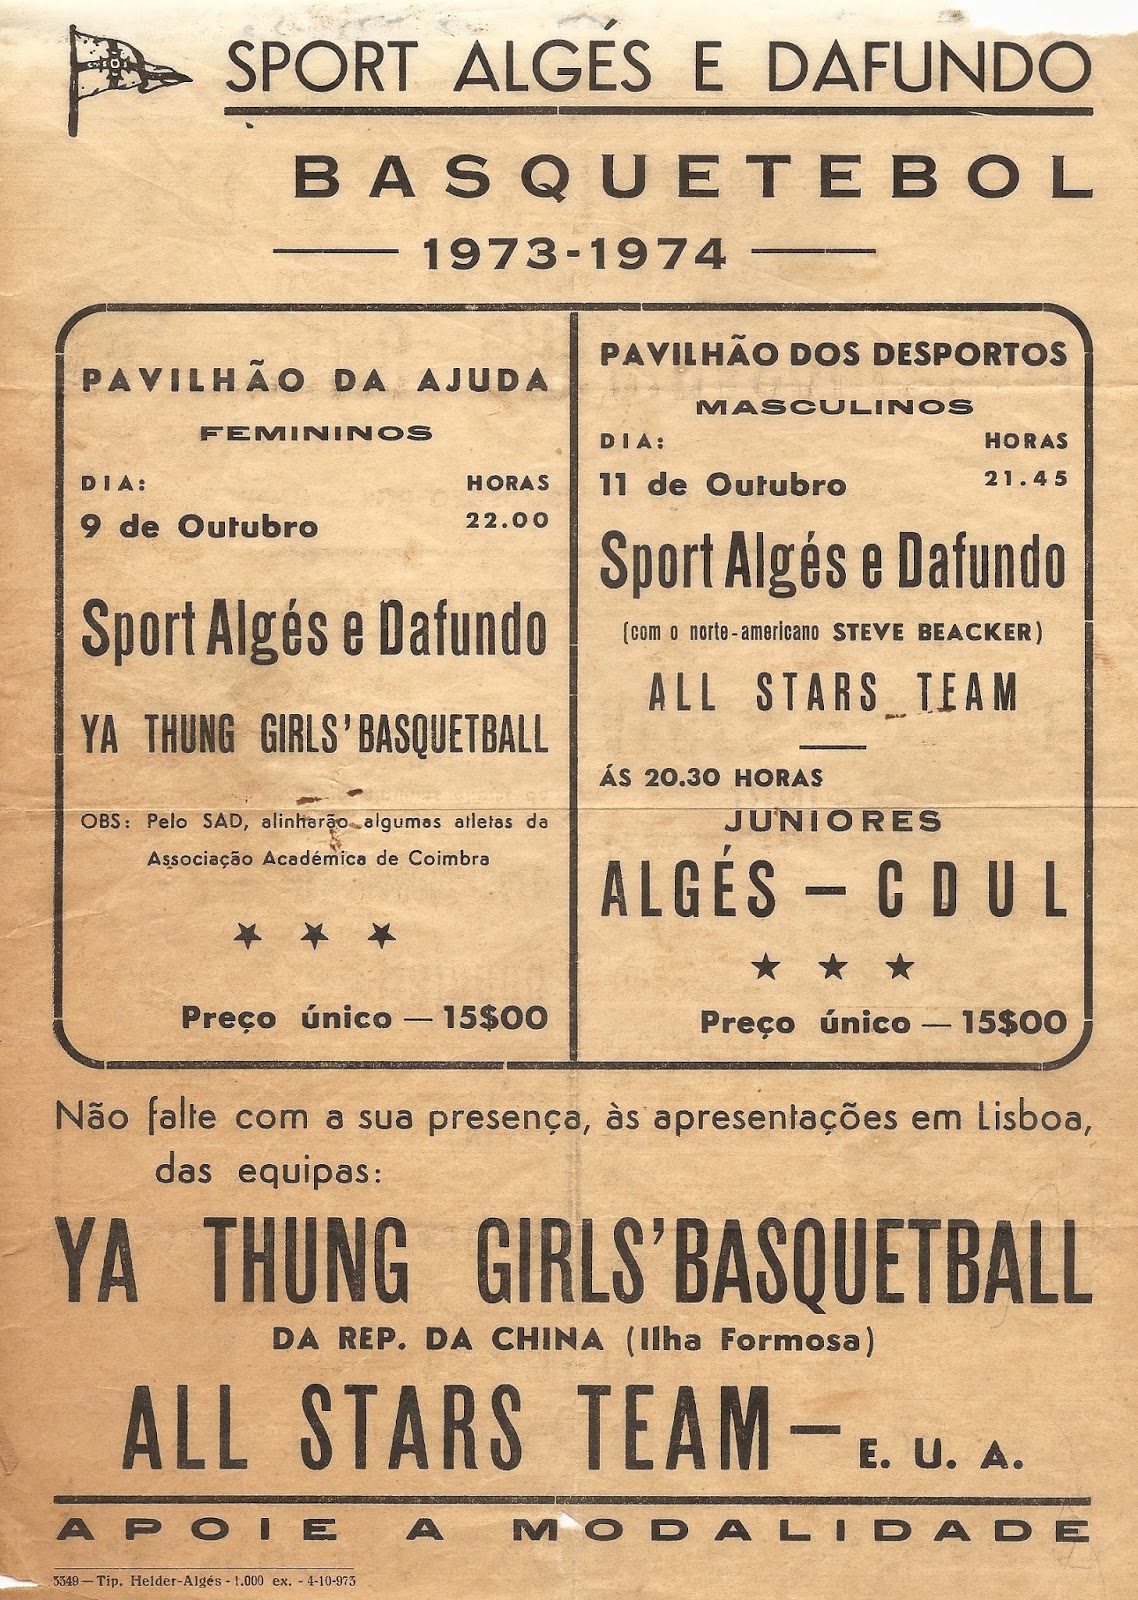 SPORT ALGÉS E DAFUNDO
BASQUETEBOL
1973-1974
PAVILHÃO DA AJUDA
FEMININOS
DIA: HORAS
9 de Outubro 22.00
Sport Algés e Dafundo
YA THUNG GIRLS'BASQUETBALL
OBS: Pelo SAD, alinharão algumas atletas da
Associação Académica de Coimbra
Preço único — 15$00
PAVILHÃO DOS DESPORTOS
MASCULINOS
DIA: HORAS
11 de Outubro 21.45
Sport Algés e Dafundo
(com o norte-americano STEVE BEACKER)
ALL STARS TEAM
ÁS 20.30 HORAS
JUNIORES
ALGÉS — CDUL
Preço único — 15$00
Não falte com a sua presença, às apresentações em Lisboa,
das equipas:
YA THUNG GIRLS'BASQUETBALL
DA REP. DA CHINA (Ilha Formosa)
ALL STARS TEAM — E. U. A.
APOIE A MODALIDADE
3349 — Tip. Helder-Algés - 1.000 ex. - 4-10-973